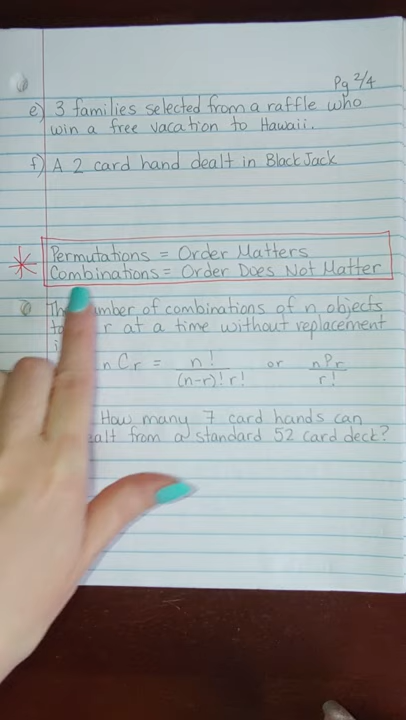 Pg 2/4
e) 3 families selected from a raffle who
win a free vacation to Hawaii.
f) A 2 card hand dealt in BlackJack
* Permutations = Order Matters
Combinations = Order Does Not Matter
umber of combinations of n objects
r at a time without replacement
nCr = n! / (n-r)! r! or nPr / r!
How many 7 card hands can
ealt from a standard 52 card deck?